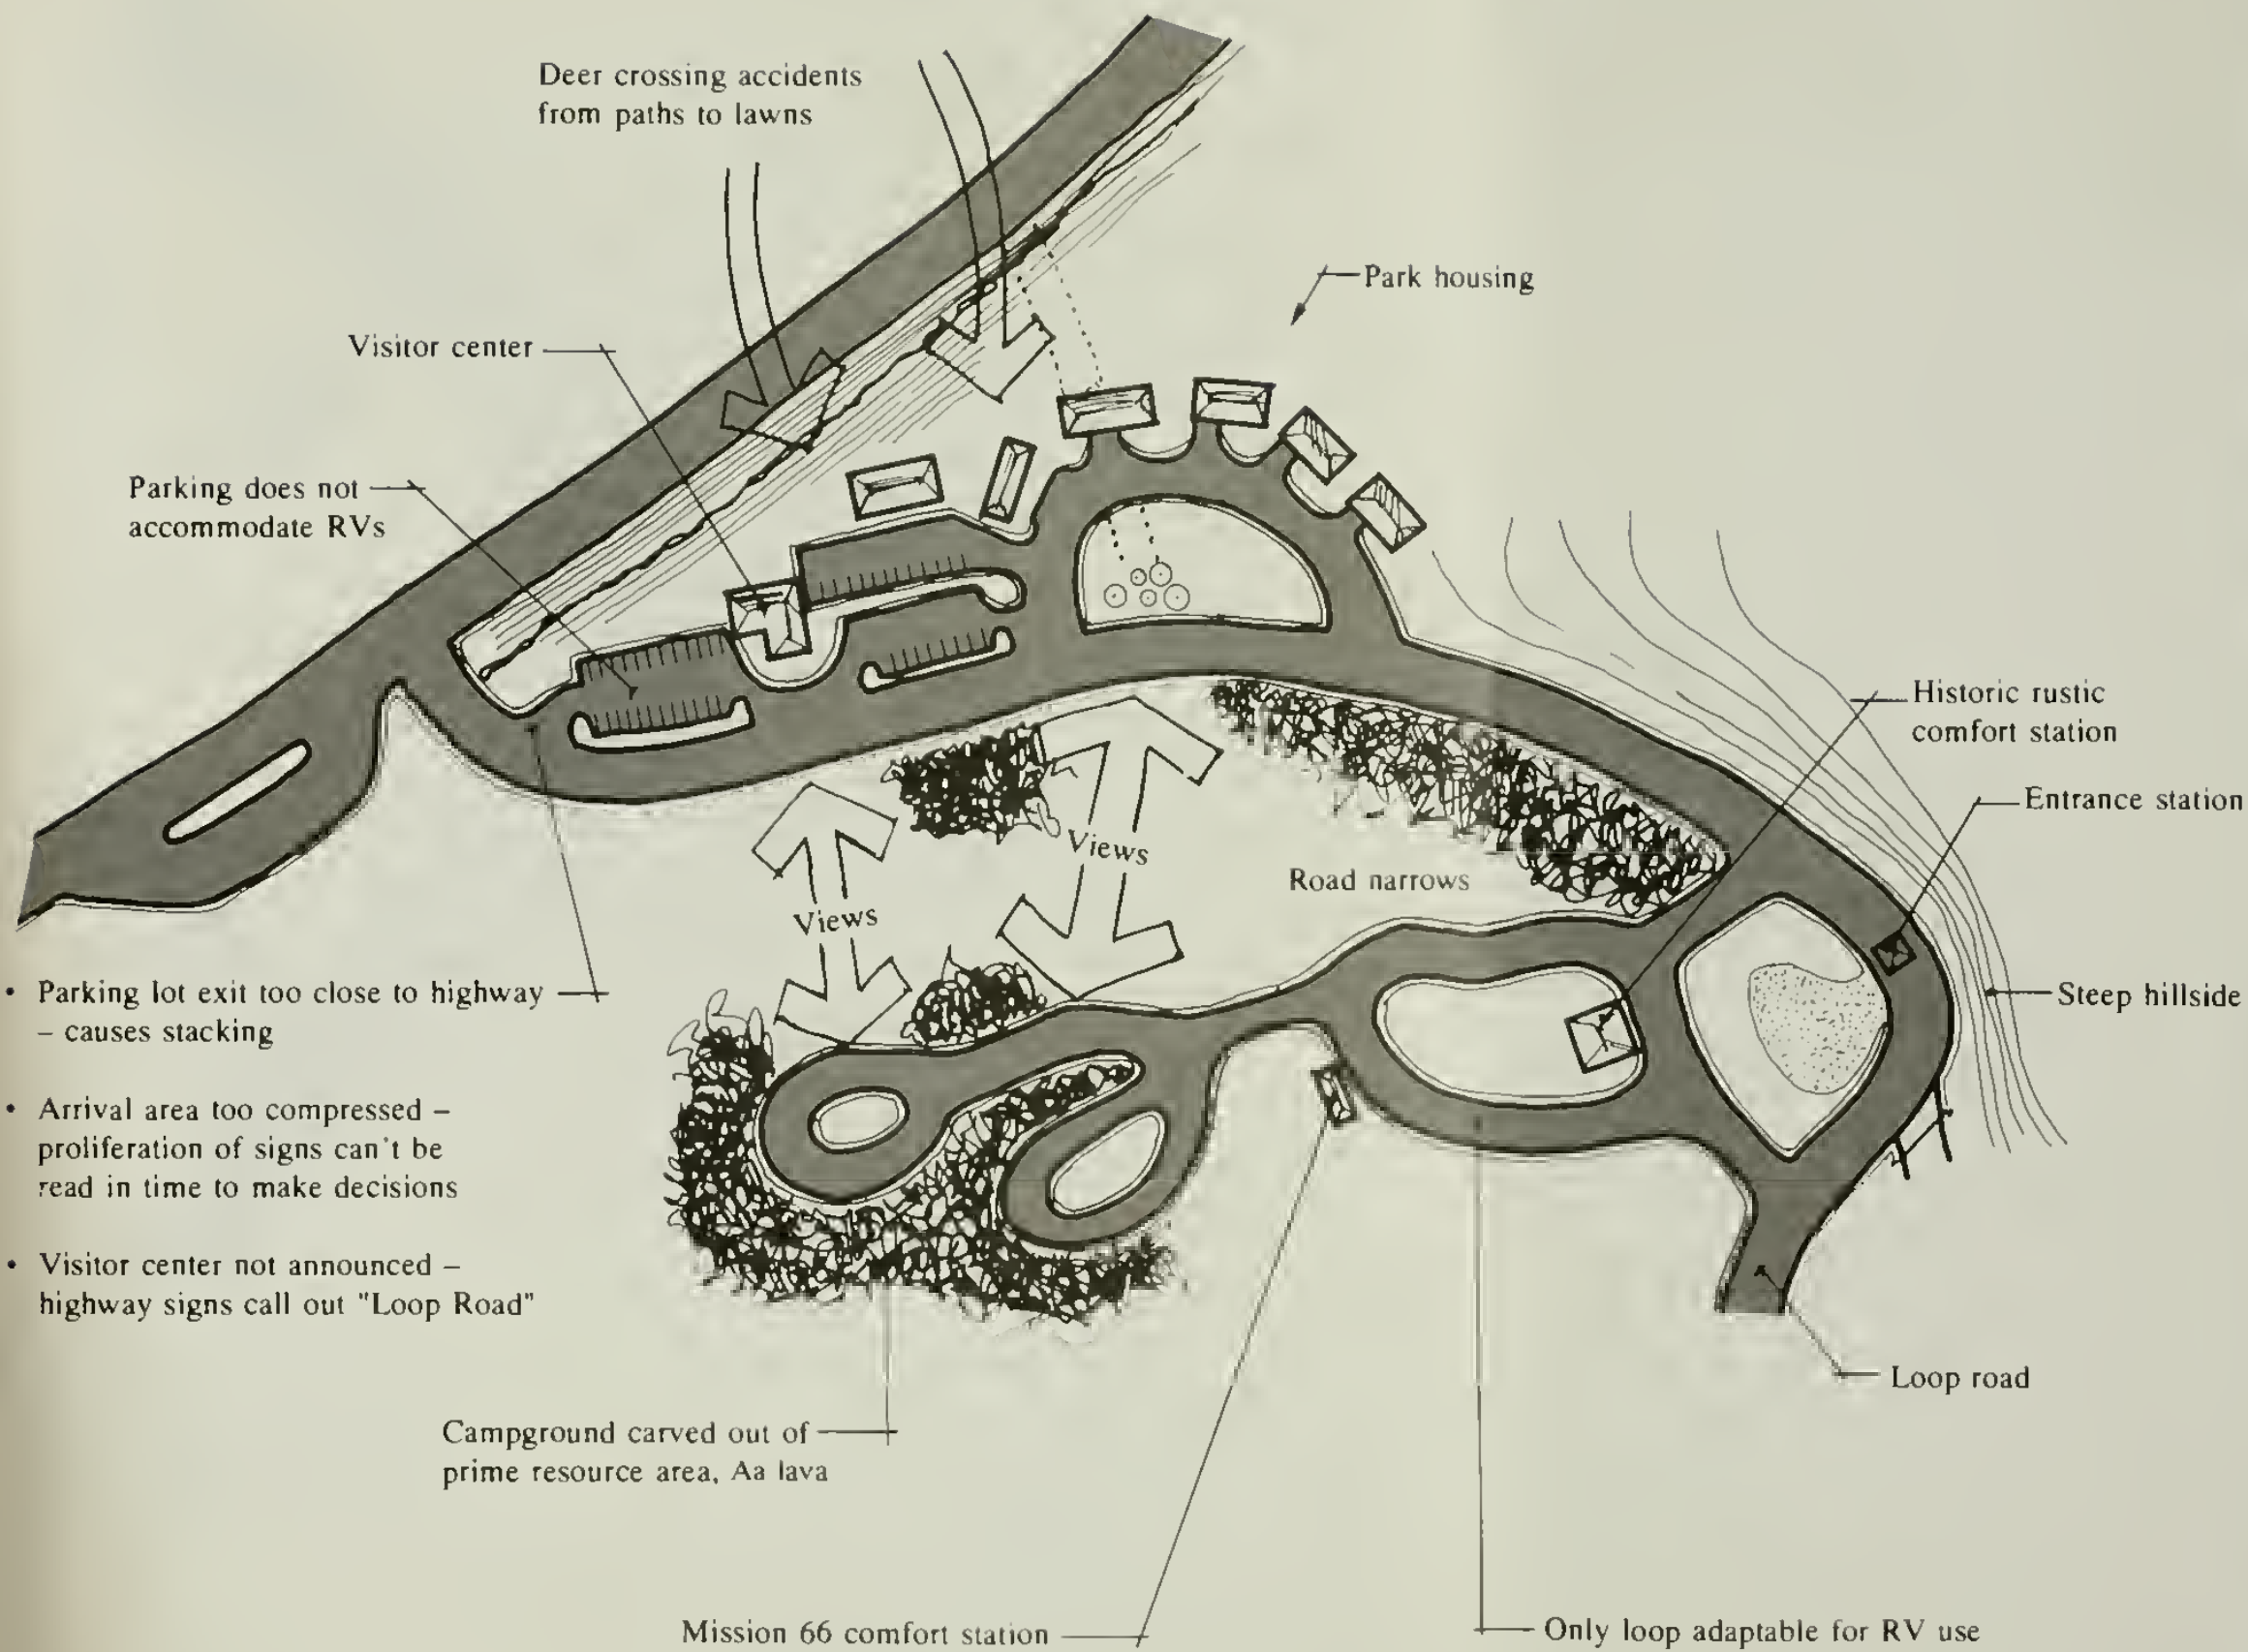 Deer crossing accidents
from paths to lawns
Park housing
Visitor center
Parking does not
accommodate RVs
Historic rustic
comfort station
Entrance station
Views
Road narrows
Views
• Parking lot exit too close to highway
– causes stacking
Steep hillside
• Arrival area too compressed –
proliferation of signs can't be
read in time to make decisions
• Visitor center not announced –
highway signs call out "Loop Road"
Loop road
Campground carved out of
prime resource area, Aa lava
Mission 66 comfort station
Only loop adaptable for RV use